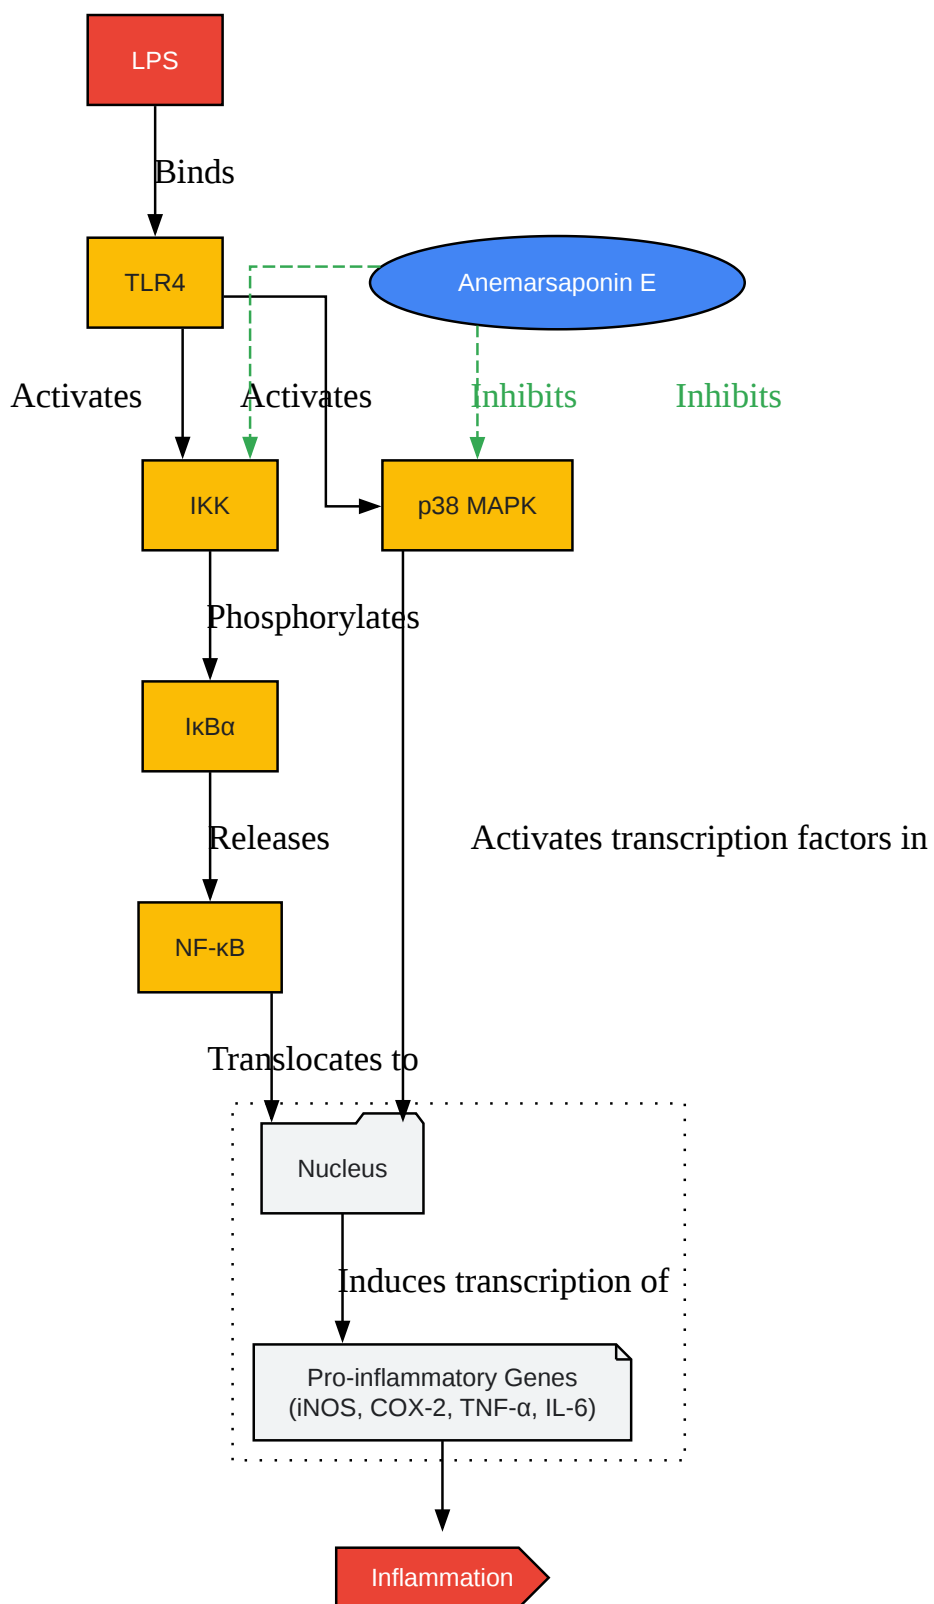 LPS
Binds
TLR4
Anemarsaponin E
Activates
Activates
Inhibits
Inhibits
IKK
p38 MAPK
Phosphorylates
IκBα
Releases
Activates transcription factors in
NF-κB
Translocates to
Nucleus
Induces transcription of
Pro-inflammatory Genes
(iNOS, COX-2, TNF-α, IL-6)
Inflammation